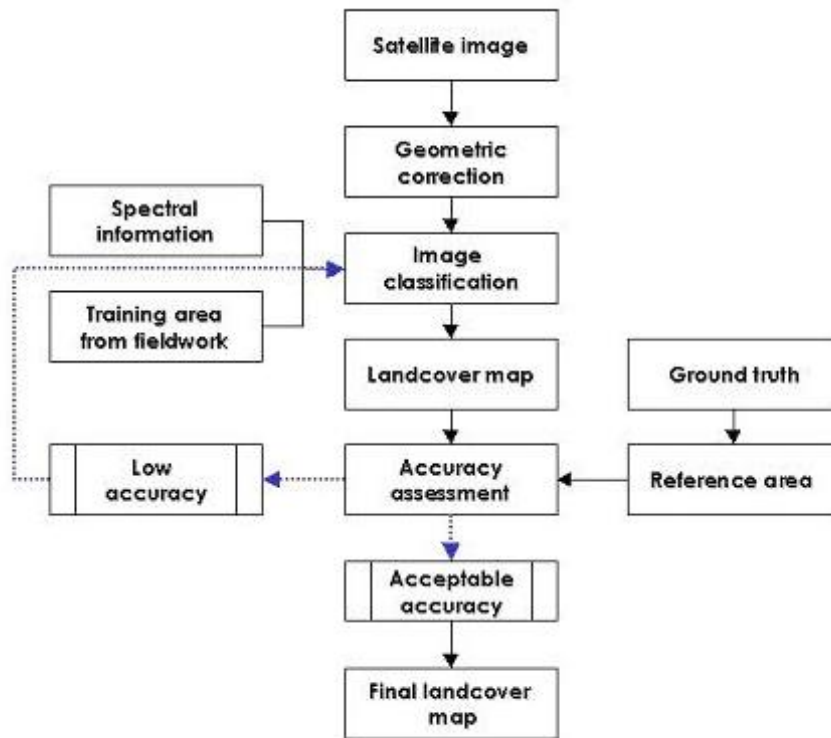 Satellite image
Geometric
correction
Spectral
information
Image
classification
Training area
from fieldwork
Landcover map
Ground truth
Low
accuracy
Accuracy
assessment
Reference area
Acceptable
accuracy
Final landcover
map